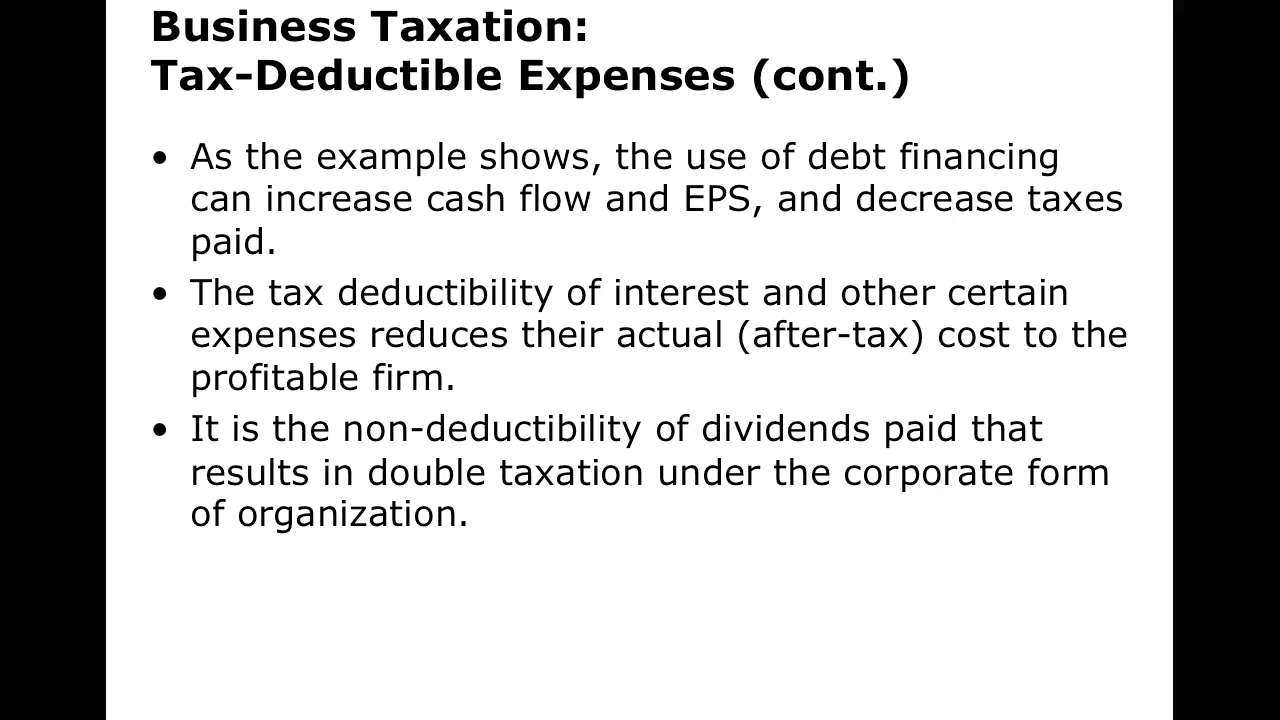 Business Taxation:
Tax-Deductible Expenses (cont.)
• As the example shows, the use of debt financing
can increase cash flow and EPS, and decrease taxes
paid.
• The tax deductibility of interest and other certain
expenses reduces their actual (after-tax) cost to the
profitable firm.
• It is the non-deductibility of dividends paid that
results in double taxation under the corporate form
of organization.